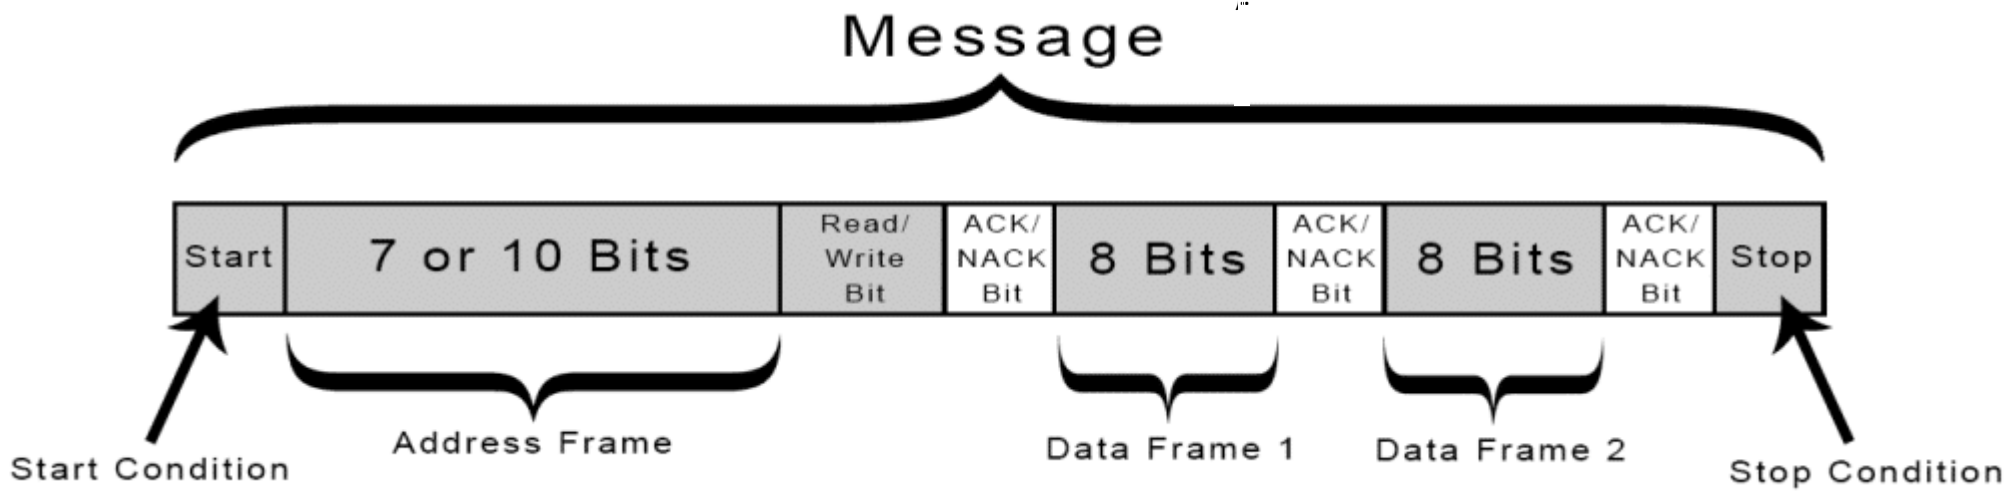 Message
Start
7 or 10 Bits
Read/
Write
Bit
ACK/
NACK
Bit
8 Bits
ACK/
NACK
Bit
8 Bits
ACK/
NACK
Bit
Stop
Start Condition
Address Frame
Data Frame 1
Data Frame 2
Stop Condition